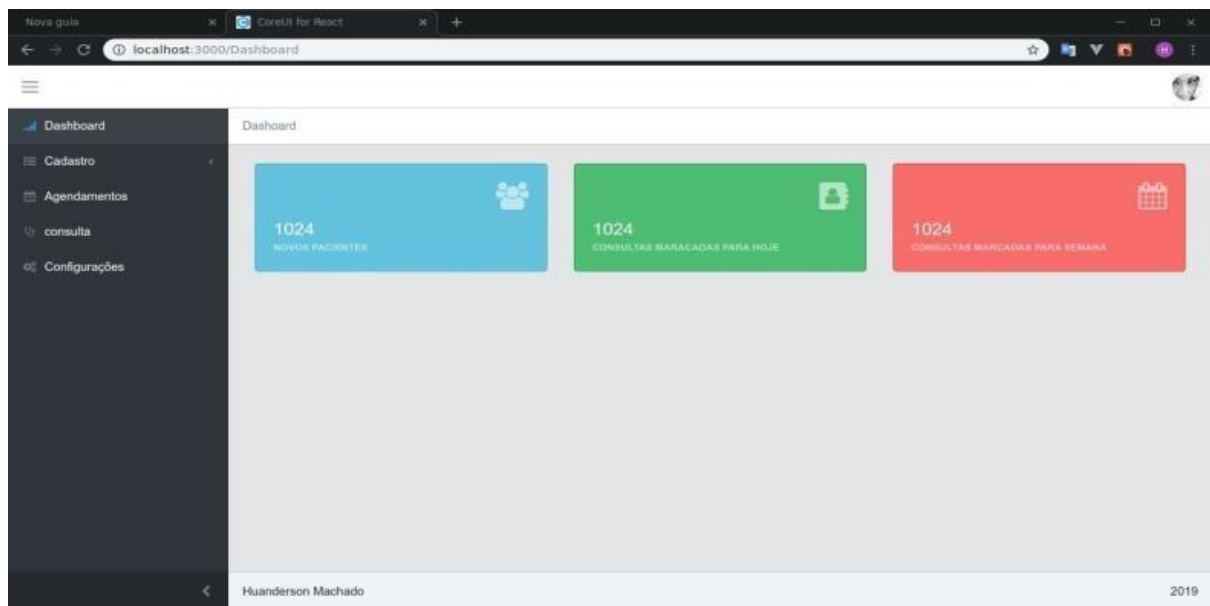 Nova guia
CoreUI for React
localhost:3000/Dashboard
H
Dashboard
Dashoard
Cadastro
Agendamentos
consulta
Configurações
1024
NOVOS PACIENTES
1024
CONSULTAS MARACADAS PARA HOJE
1024
CONSULTAS MARCADAS PARA SEMANA
Huanderson Machado
2019